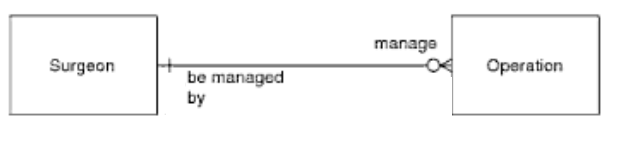 manage
Surgeon
Operation
be managed
by